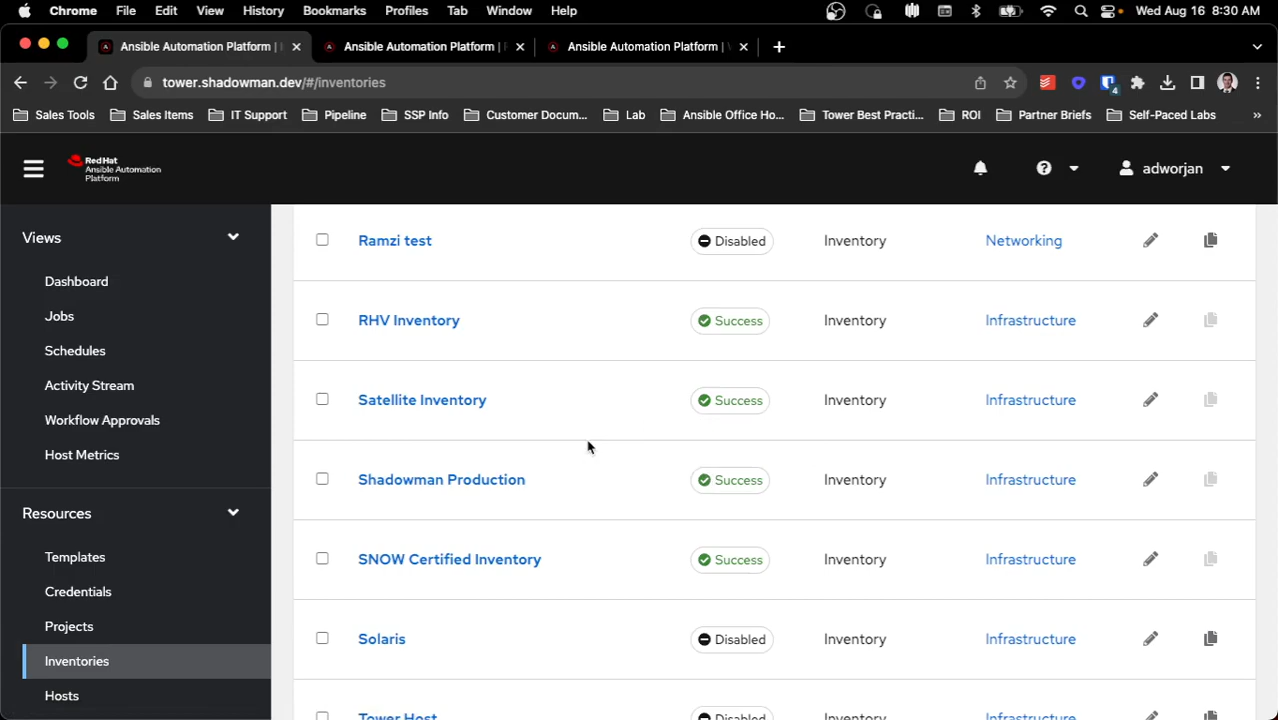 Chrome File Edit View History Bookmarks Profiles Tab Window Help Wed Aug 16 8:30 AM
Ansible Automation Platform | Ansible Automation Platform | Ansible Automation Platform |
tower.shadowman.dev/#/inventories 4
Sales Tools Sales Items IT Support Pipeline SSP Info Customer Docum... Lab Ansible Office Ho... Tower Best Practi... ROI Partner Briefs Self-Paced Labs »
Red Hat
Ansible Automation
Platform
adworjan
Views
Dashboard
Jobs
Schedules
Activity Stream
Workflow Approvals
Host Metrics
Resources
Templates
Credentials
Projects
Inventories
Hosts
Ramzi test Disabled Inventory Networking
RHV Inventory Success Inventory Infrastructure
Satellite Inventory Success Inventory Infrastructure
Shadowman Production Success Inventory Infrastructure
SNOW Certified Inventory Success Inventory Infrastructure
Solaris Disabled Inventory Infrastructure
Tower Host Disabled Inventory Infrastructure